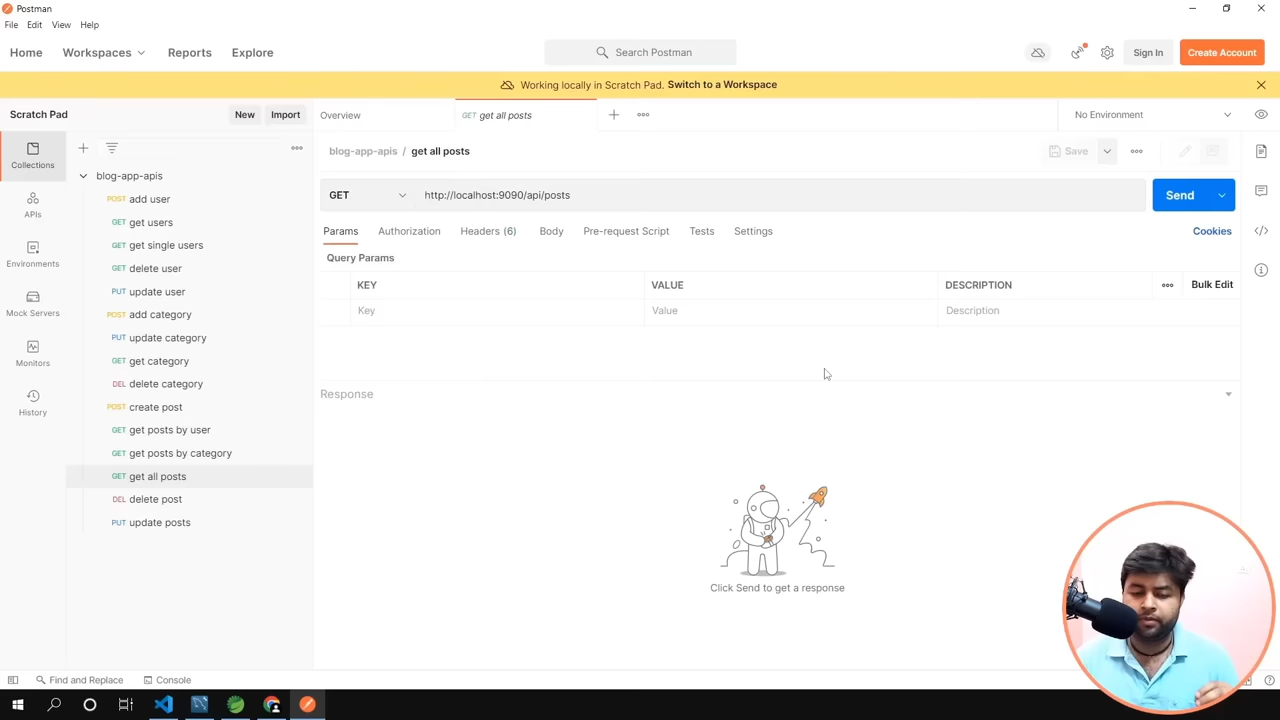 Postman
File Edit View Help
Home Workspaces Reports Explore Search Postman Sign In Create Account
Working locally in Scratch Pad. Switch to a Workspace
Scratch Pad New Import Overview GET get all posts No Environment
Collections
APIs
Environments
Mock Servers
Monitors
History
blog-app-apis
POST add user
GET get users
GET get single users
DEL delete user
PUT update user
POST add category
PUT update category
GET get category
DEL delete category
POST create post
GET get posts by user
GET get posts by category
GET get all posts
DEL delete post
PUT update posts
blog-app-apis / get all posts Save
GET http://localhost:9090/api/posts Send
Params Authorization Headers (6) Body Pre-request Script Tests Settings Cookies
Query Params
KEY VALUE DESCRIPTION Bulk Edit
Key Value Description
Response
Click Send to get a response
Find and Replace Console